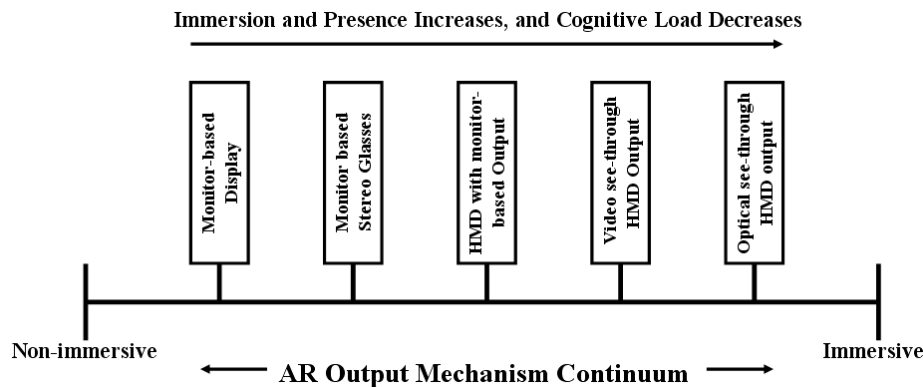 Immersion and Presence Increases, and Cognitive Load Decreases
Monitor-based
Display
Monitor based
Stereo Glasses
HMD with monitor-
based Output
Video see-through
HMD Output
Optical see-through
HMD output
Non-immersive
Immersive
AR Output Mechanism Continuum